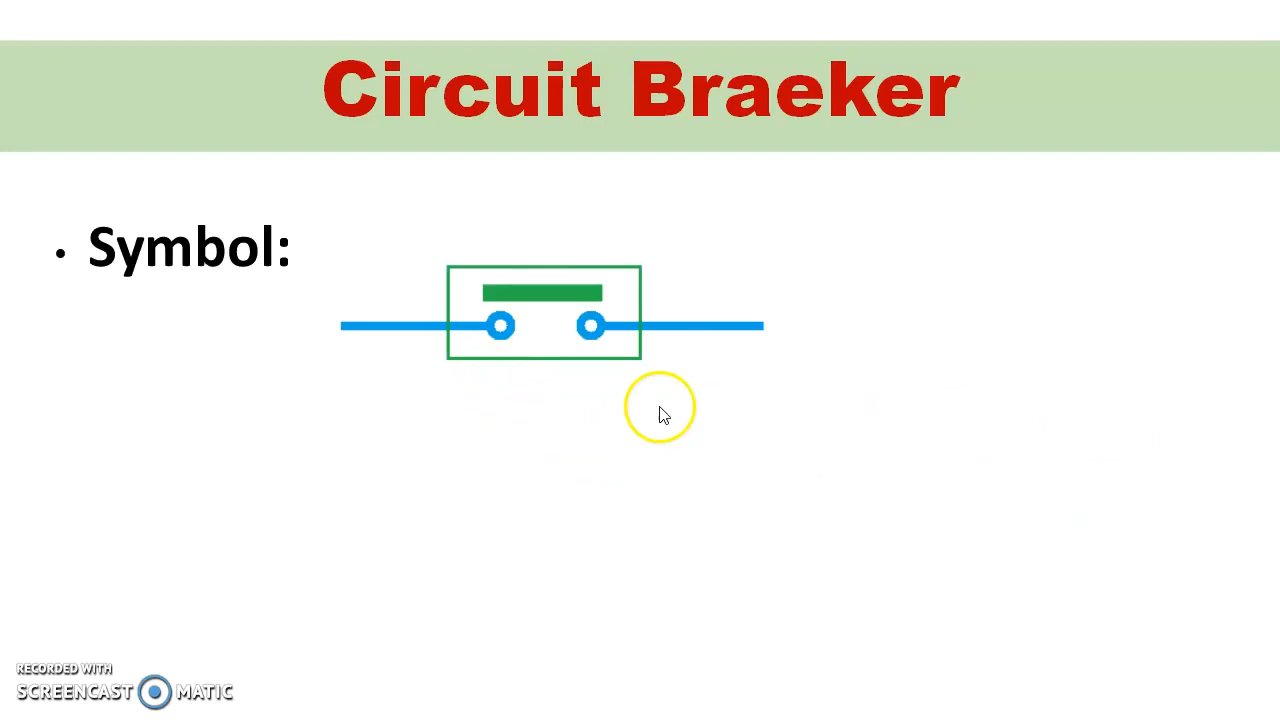 Circuit Braeker
• Symbol:
RECORDED WITH
SCREENCAST MATIC